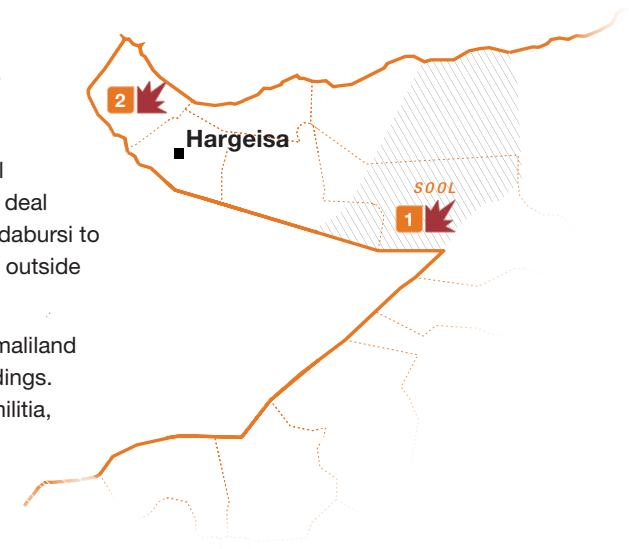 2
Hargeisa
SOOL
1
deal
dabursi to
outside
maliland
dings.
nilitia,